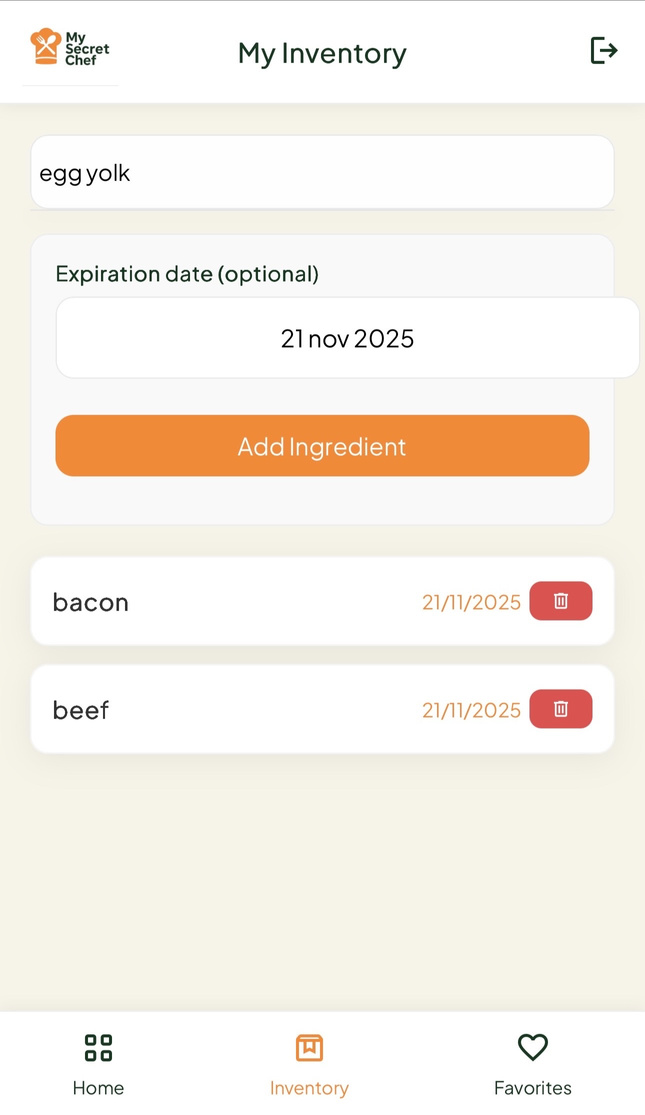 My
Secret
Chef
My Inventory
egg yolk
Expiration date (optional)
21 nov 2025
Add Ingredient
bacon
21/11/2025
beef
21/11/2025
Home
Inventory
Favorites